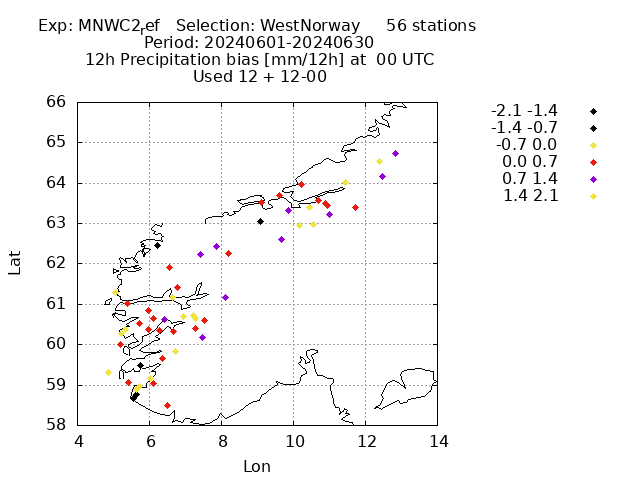 Exp: MNWC2ref Selection: WestNorway 56 stations
Period: 20240601-20240630
12h Precipitation bias [mm/12h] at 00 UTC
Used 12 + 12-00
-2.1 -1.4
-1.4 -0.7
-0.7 0.0
0.0 0.7
0.7 1.4
1.4 2.1
66
65
64
63
62
61
60
59
58
Lat
4 6 8 10 12 14
Lon